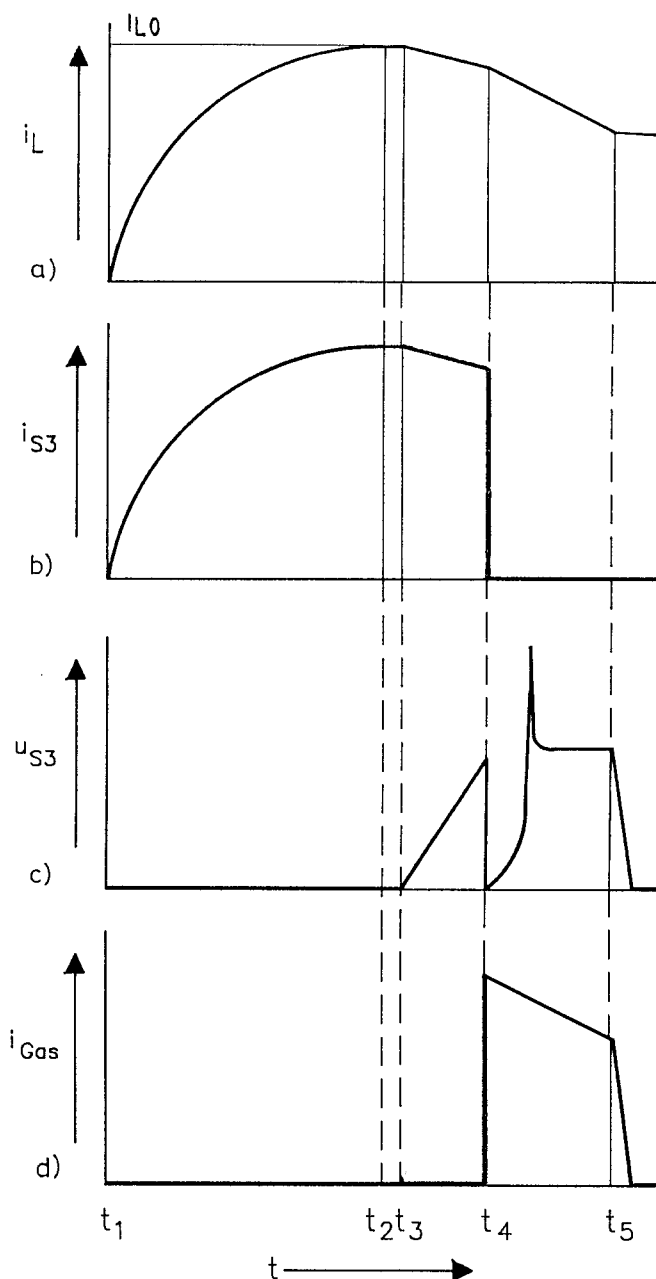 I_L0
i_L
a)
i_S3
b)
u_S3
c)
i_Gas
d)
t_1 t_2 t_3 t_4 t_5
t